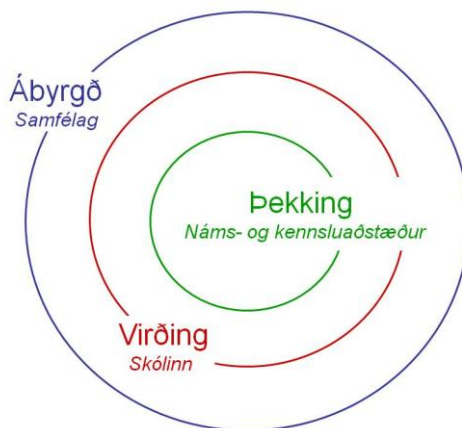 Ábyrgð
Samfélag
Þekking
Náms- og kennsluaðstæður
Virðing
Skólinn